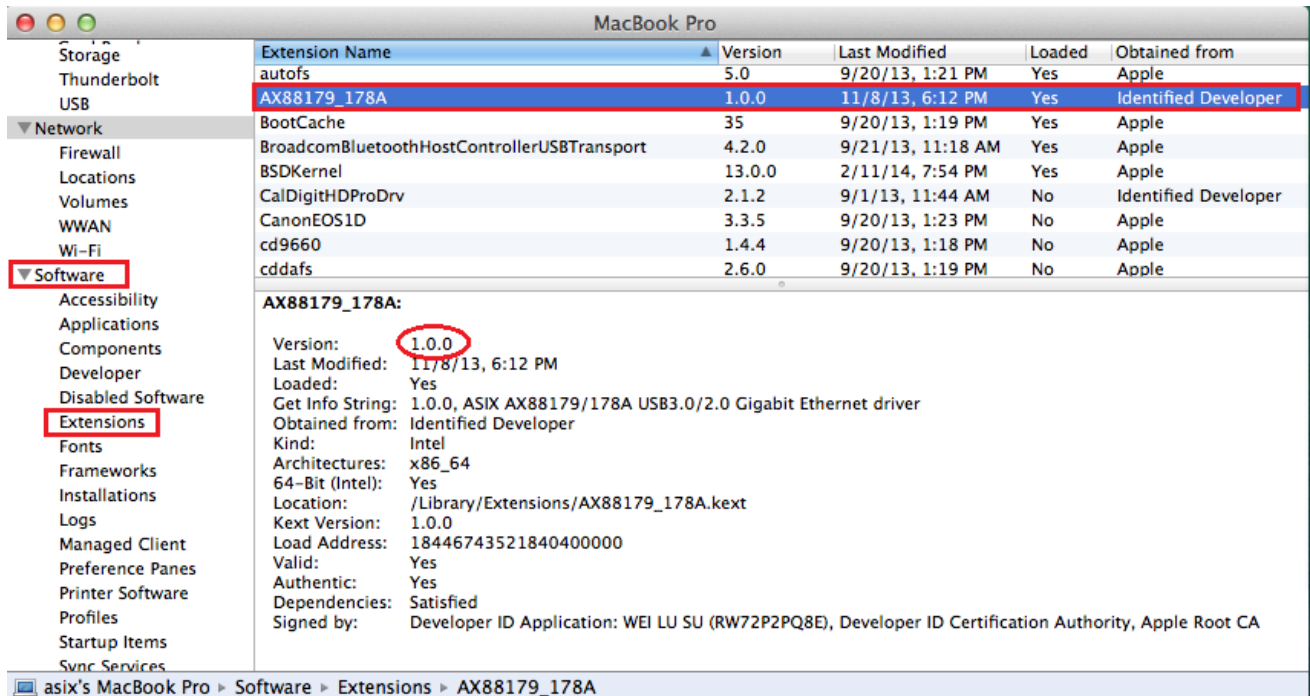 MacBook Pro
Storage
Thunderbolt
USB
Network
Firewall
Locations
Volumes
WWAN
Wi-Fi
Software
Accessibility
Applications
Components
Developer
Disabled Software
Extensions
Fonts
Frameworks
Installations
Logs
Managed Client
Preference Panes
Printer Software
Profiles
Startup Items
Sync Services
Extension Name Version Last Modified Loaded Obtained from
autofs 5.0 9/20/13, 1:21 PM Yes Apple
AX88179_178A 1.0.0 11/8/13, 6:12 PM Yes Identified Developer
BootCache 35 9/20/13, 1:19 PM Yes Apple
BroadcomBluetoothHostControllerUSBTransport 4.2.0 9/21/13, 11:18 AM Yes Apple
BSDKernel 13.0.0 2/11/14, 7:54 PM Yes Apple
CalDigitHDProDrv 2.1.2 9/1/13, 11:44 AM No Identified Developer
CanonEOS1D 3.3.5 9/20/13, 1:23 PM No Apple
cd9660 1.4.4 9/20/13, 1:18 PM No Apple
cddafs 2.6.0 9/20/13, 1:19 PM No Apple
AX88179_178A:
Version: 1.0.0
Last Modified: 11/8/13, 6:12 PM
Loaded: Yes
Get Info String: 1.0.0, ASIX AX88179/178A USB3.0/2.0 Gigabit Ethernet driver
Obtained from: Identified Developer
Kind: Intel
Architectures: x86_64
64-Bit (Intel): Yes
Location: /Library/Extensions/AX88179_178A.kext
Kext Version: 1.0.0
Load Address: 18446743521840400000
Valid: Yes
Authentic: Yes
Dependencies: Satisfied
Signed by: Developer ID Application: WEI LU SU (RW72P2PQ8E), Developer ID Certification Authority, Apple Root CA
asix's MacBook Pro ▸ Software ▸ Extensions ▸ AX88179_178A